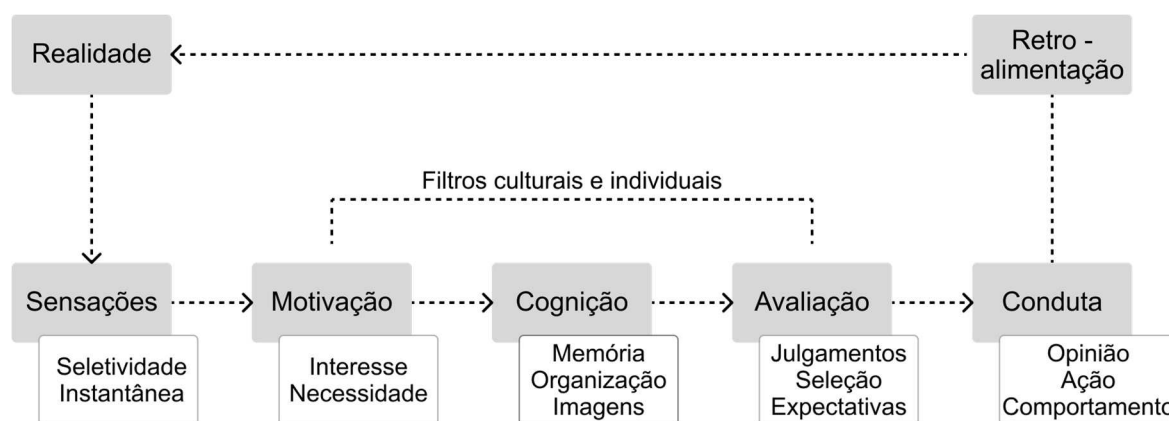 Realidade
Retro -
alimentação
Filtros culturais e individuais
Sensações
Seletividade
Instantânea
Motivação
Interesse
Necessidade
Cognição
Memória
Organização
Imagens
Avaliação
Julgamentos
Seleção
Expectativas
Conduta
Opinião
Ação
Comportamento